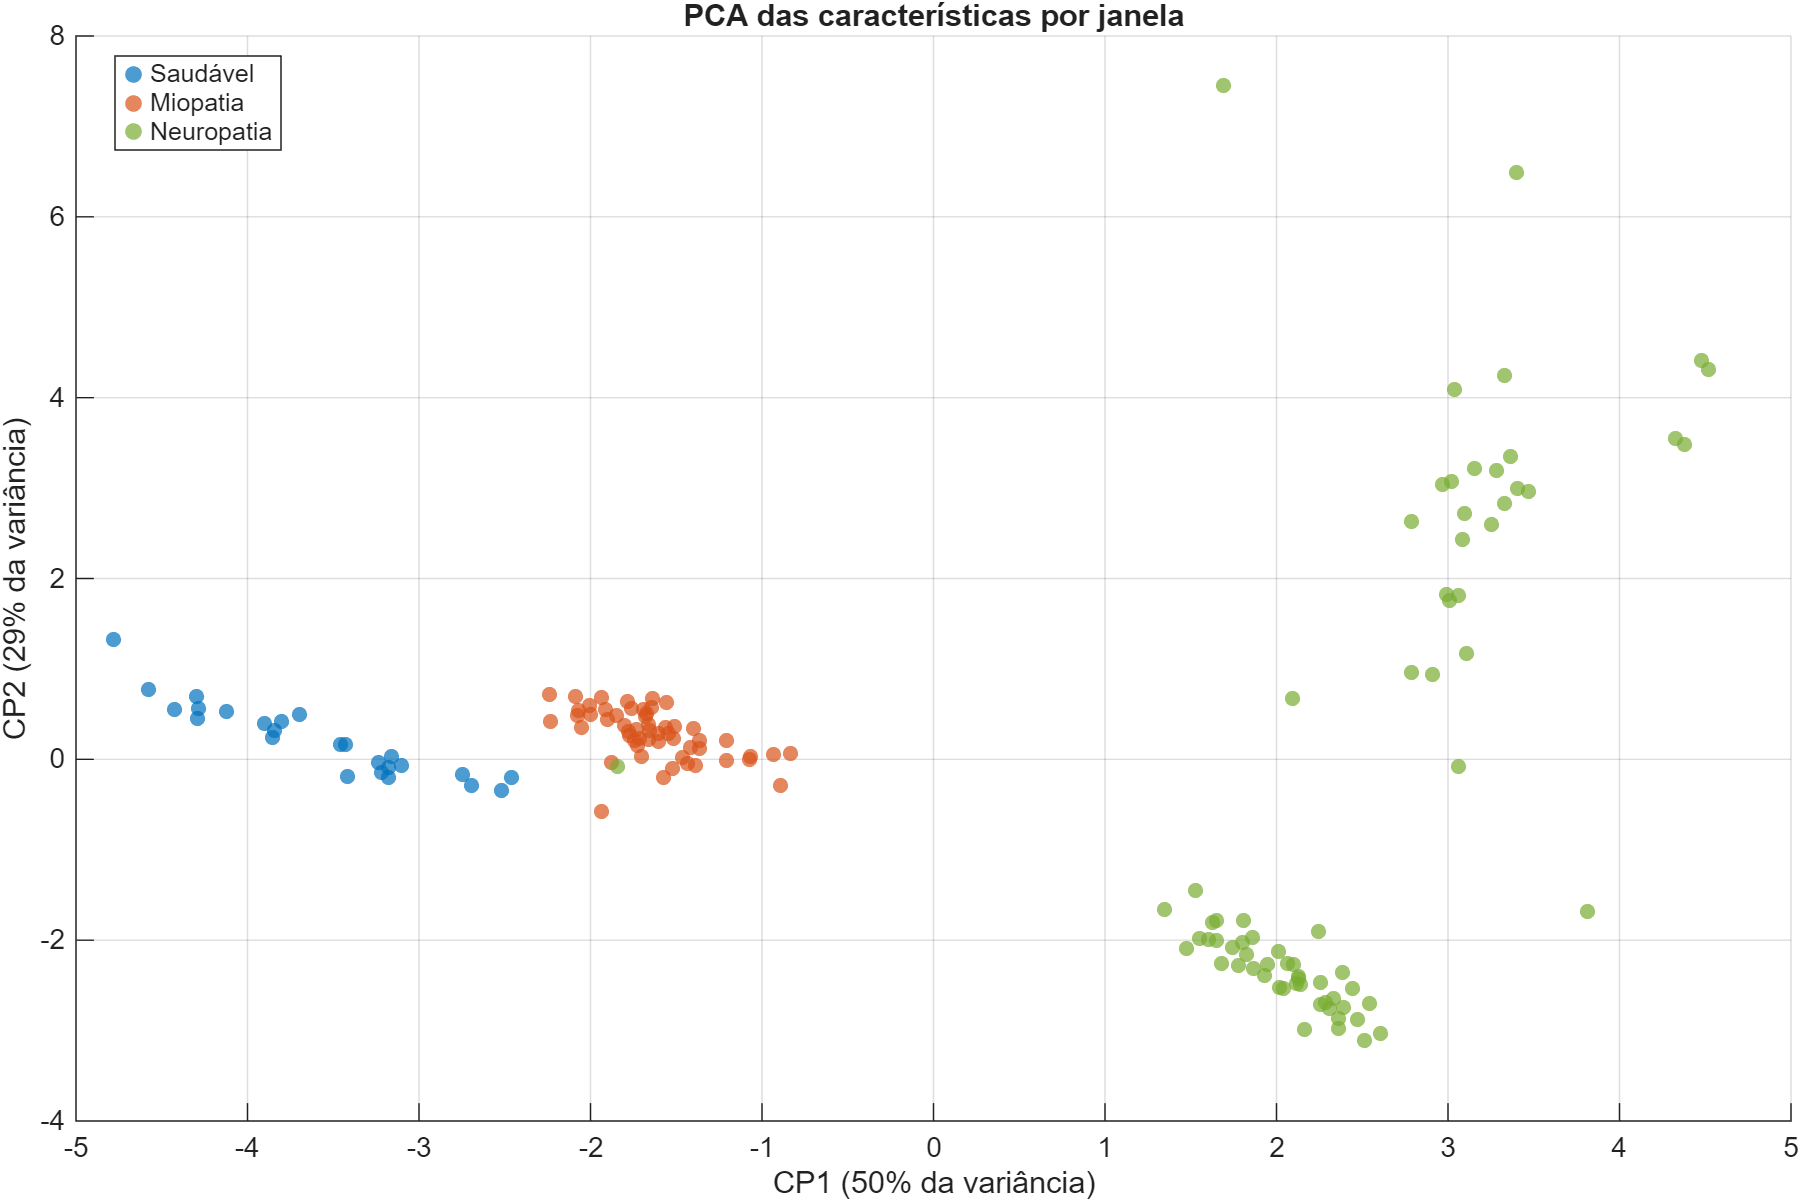 PCA das características por janela
Saudável
Miopatia
Neuropatia
8
6
4
2
0
-2
-4
CP2 (29% da variância)
-5 -4 -3 -2 -1 0 1 2 3 4 5
CP1 (50% da variância)